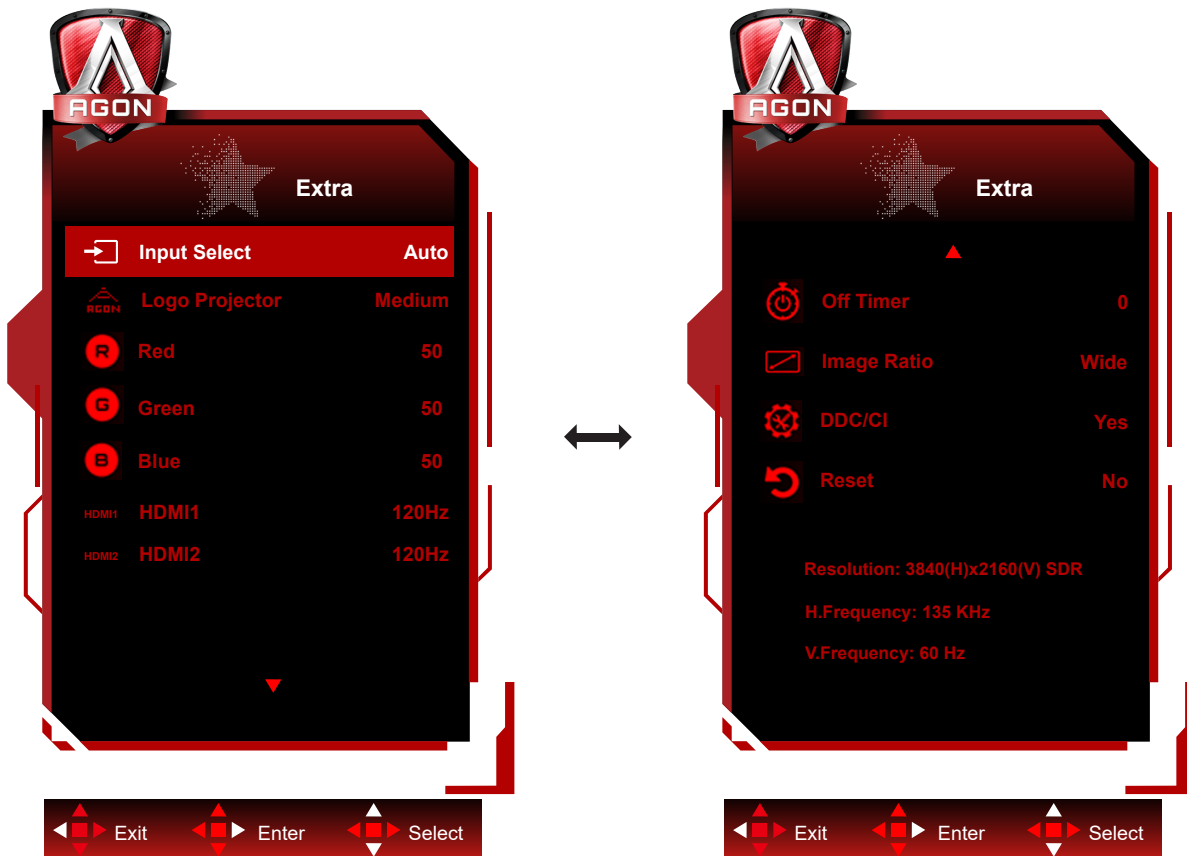 AGON
Extra
Input Select Auto
AGON Logo Projector Medium
R Red 50
G Green 50
B Blue 50
HDMI1 HDMI1 120Hz
HDMI2 HDMI2 120Hz
Exit Enter Select
AGON
Extra
Off Timer 0
Image Ratio Wide
DDC/CI Yes
Reset No
Resolution: 3840(H)x2160(V) SDR
H.Frequency: 135 KHz
V.Frequency: 60 Hz
Exit Enter Select